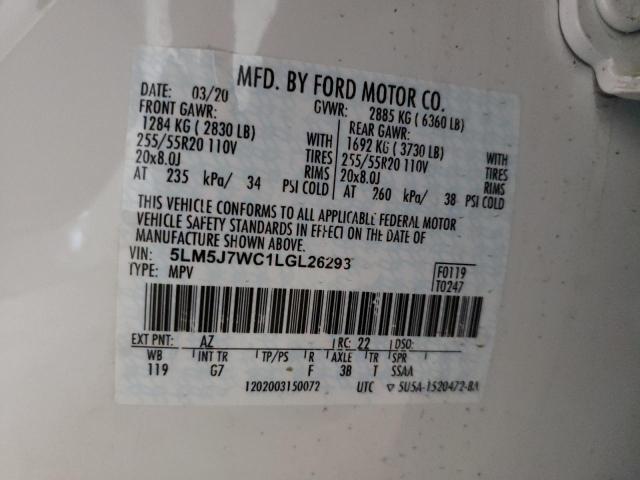 MFD. BY FORD MOTOR CO.
DATE: 03/20 GVWR: 2885 KG ( 6360 LB)
FRONT GAWR: REAR GAWR:
1284 KG ( 2830 LB) WITH 1692 KG ( 3730 LB) WITH
255/55R20 110V TIRES 255/55R20 110V TIRES
20x8.0J RIMS 20x8.0J RIMS
AT 235 kPa/ 34 PSI COLD AT 260 kPa/ 38 PSI COLD
THIS VEHICLE CONFORMS TO ALL APPLICABLE FEDERAL MOTOR
VEHICLE SAFETY STANDARDS IN EFFECT ON THE DATE OF
MANUFACTURE SHOWN ABOVE.
VIN: 5LM5J7WC1LGL26293 F0119
TYPE: MPV T0247
EXT PNT: AZ RC: 22 DSO:
WB INT TR TP/PS R AXLE TR SPR
119 G7 F 3B T SSAA
1202003150072 UTC ▽ 5U5A-1520472-BA